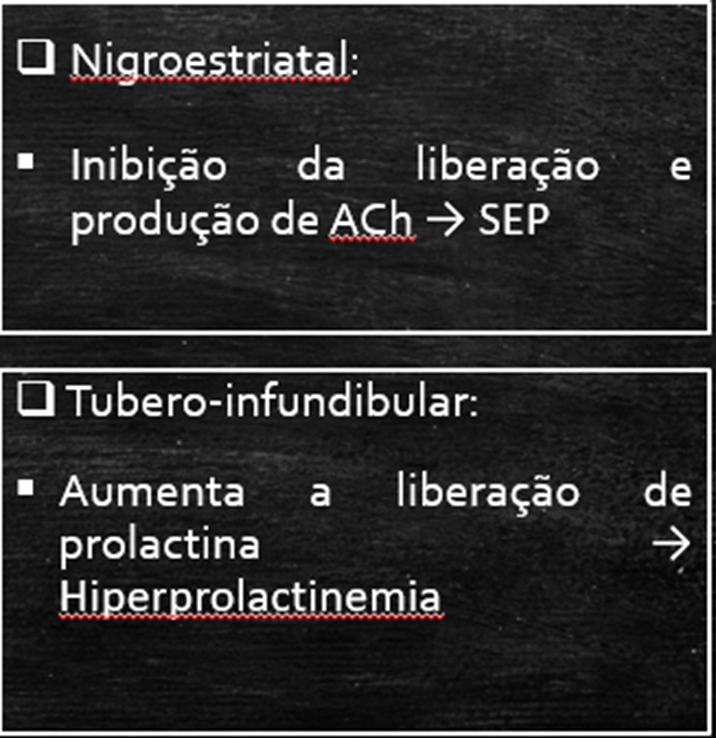 ❑ Nigroestriatal:
▪ Inibição da liberação e
produção de ACh → SEP
❑ Tubero-infundibular:
▪ Aumenta a liberação de
prolactina →
Hiperprolactinemia